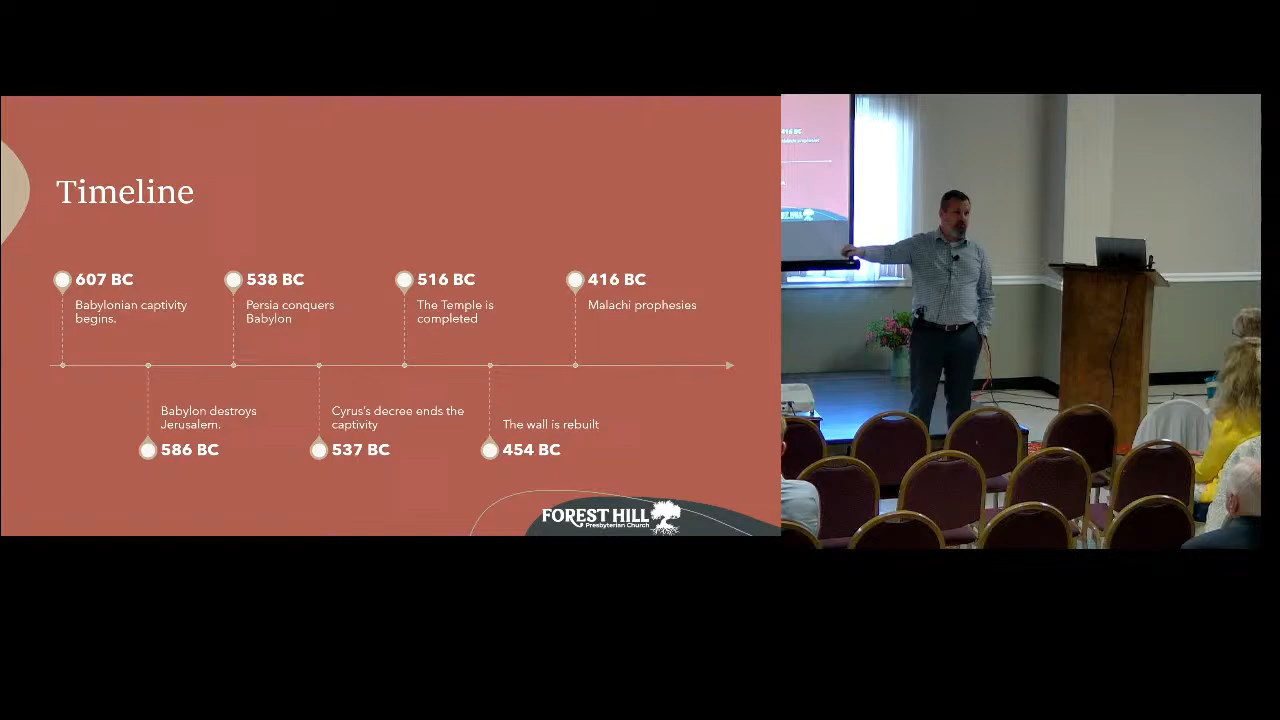 Timeline
607 BC
Babylonian captivity
begins.
538 BC
Persia conquers
Babylon
516 BC
The Temple is
completed
416 BC
Malachi prophesies
Babylon destroys
Jerusalem.
586 BC
Cyrus's decree ends the
captivity
537 BC
The wall is rebuilt
454 BC
FOREST HILL
Presbyterian Church